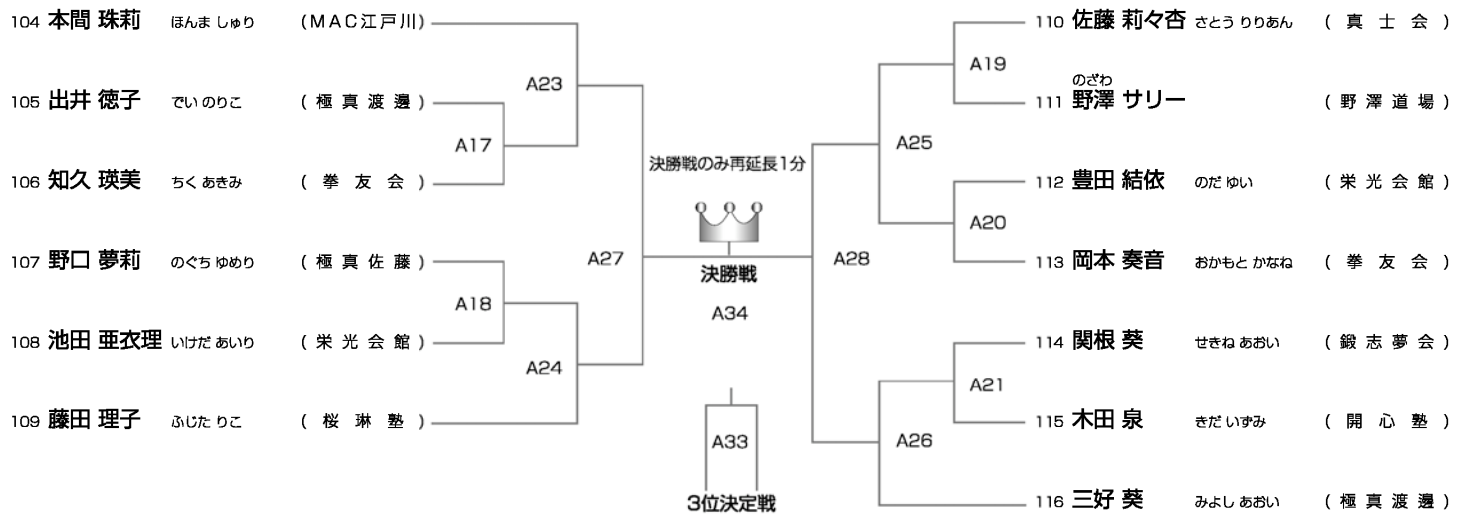 104 本間 珠莉 ほんま しゅり (MAC江戸川)
A23
105 出井 徳子 でい のりこ (極真渡邊)
A17
106 知久 瑛美 ちく あきみ (拳友会)
107 野口 夢莉 のぐち ゆめり (極真佐藤)
A18
108 池田 亜衣理 いけだ あいり (栄光会館)
A24
109 藤田 理子 ふじた りこ (桜琳塾)
A27
決勝戦のみ再延長1分
決勝戦
A34
A33
3位決定戦
A28
110 佐藤 莉々杏 さとう りりあん (真士会)
A19
のざわ
111 野澤 サリー (野澤道場)
A25
112 豊田 結依 のだ ゆい (栄光会館)
A20
113 岡本 奏音 おかもと かなね (拳友会)
114 関根 葵 せきね あおい (鍛志夢会)
A21
115 木田 泉 きだ いずみ (開心塾)
A26
116 三好 葵 みよし あおい (極真渡邊)